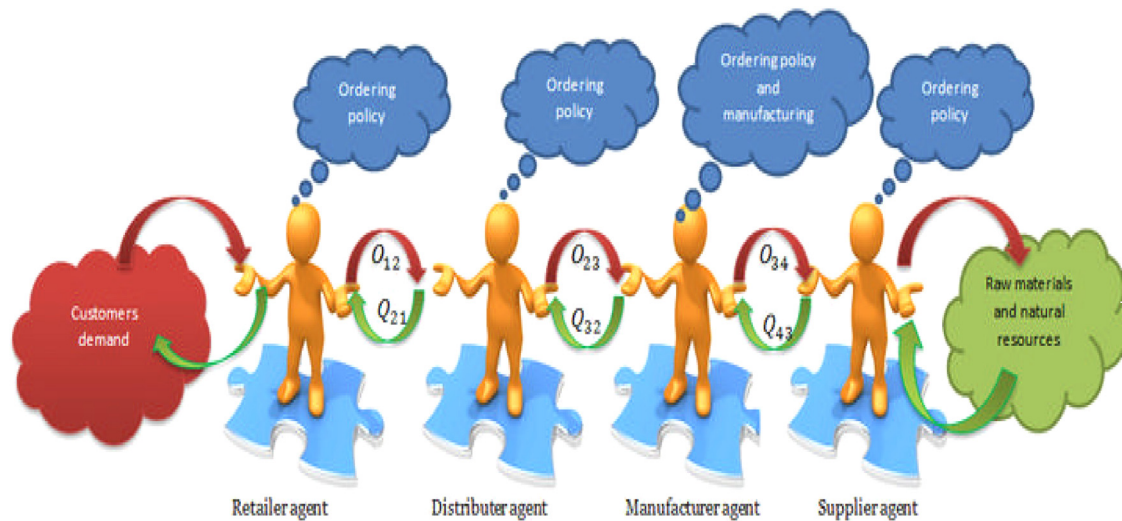 Ordering
policy
Ordering
policy
Ordering policy
and
manufacturing
Ordering
policy
Customers
demand
O12
Q21
O23
Q32
O34
Q43
Raw materials
and natural
resources
Retailer agent
Distributer agent
Manufacturer agent
Supplier agent